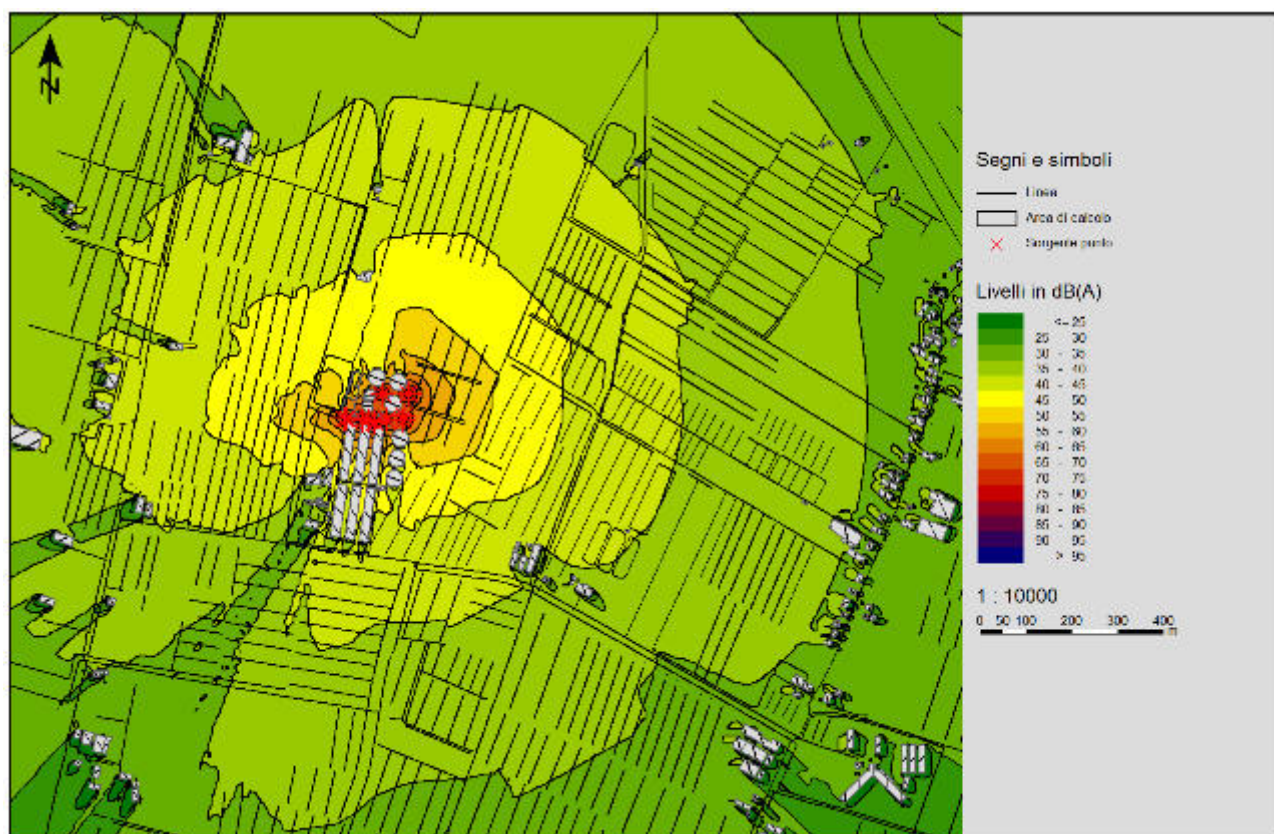 N
Segni e simboli
Linea
Area di calcolo
Sorgente punto
Livelli in dB(A)
<= 25
25 - 30
30 - 35
35 - 40
40 - 45
45 - 50
50 - 55
55 - 60
60 - 65
65 - 70
70 - 75
75 - 80
80 - 85
85 - 90
90 - 95
> 95
1 : 10000
0 50 100 200 300 400
m